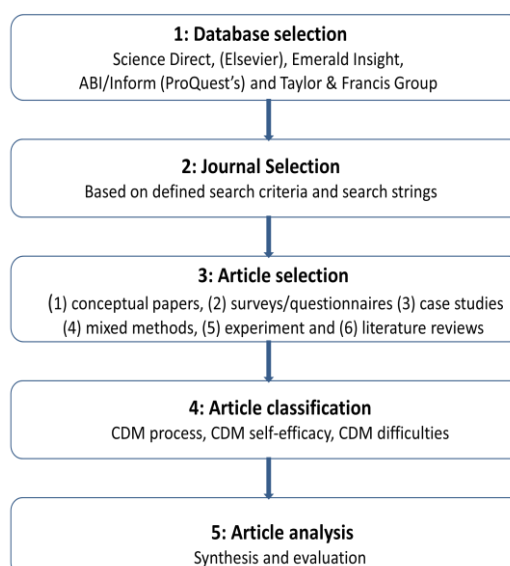 1: Database selection
Science Direct, (Elsevier), Emerald Insight,
ABI/Inform (ProQuest's) and Taylor & Francis Group
2: Journal Selection
Based on defined search criteria and search strings
3: Article selection
(1) conceptual papers, (2) surveys/questionnaires (3) case studies
(4) mixed methods, (5) experiment and (6) literature reviews
4: Article classification
CDM process, CDM self-efficacy, CDM difficulties
5: Article analysis
Synthesis and evaluation